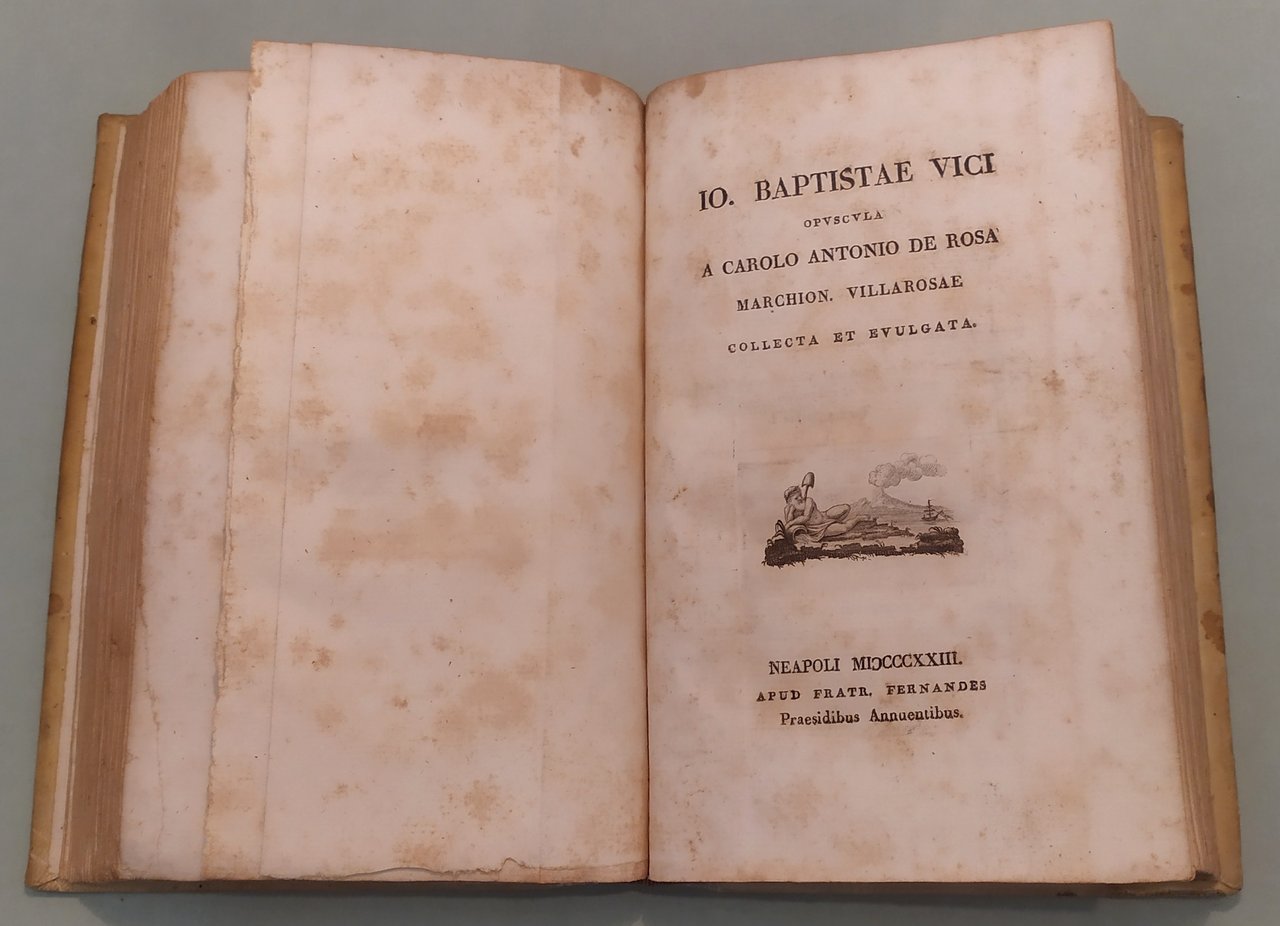 IO. BAPTISTAE VICI
OPVSCVLA
A CAROLO ANTONIO DE ROSA
MARCHION. VILLAROSAE
COLLECTA ET EVULGATA.
NEAPOLI MIƆCCCXXIII.
APUD FRATR. FERNANDES
Praesidibus Annuentibus.